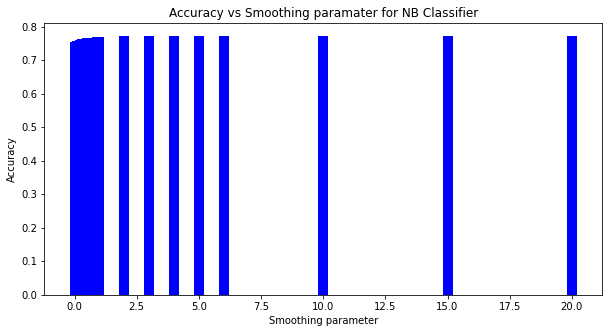 Accuracy vs Smoothing paramater for NB Classifier
0.8
0.7
0.6
0.5
0.4
0.3
0.2
0.1
0.0
Accuracy
0.0 2.5 5.0 7.5 10.0 12.5 15.0 17.5 20.0
Smoothing parameter